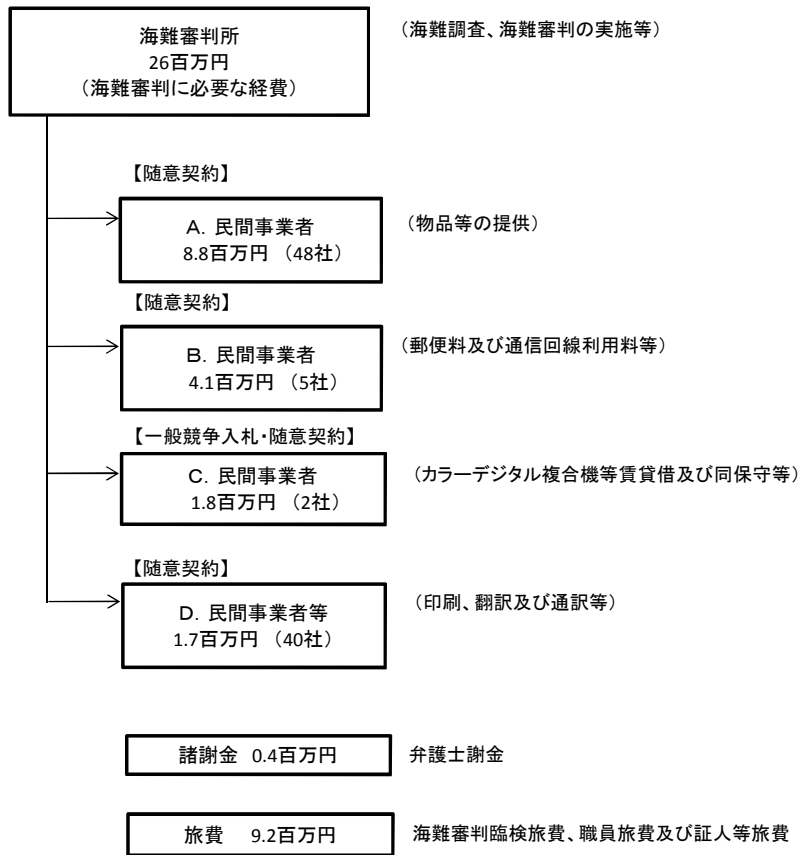 海難審判所
26百万円
（海難審判に必要な経費）
（海難調査、海難審判の実施等）
【随意契約】
A．民間事業者
8.8百万円 （48社）
（物品等の提供）
【随意契約】
B．民間事業者
4.1百万円 （5社）
（郵便料及び通信回線利用料等）
【一般競争入札・随意契約】
C．民間事業者
1.8百万円 （2社）
（カラーデジタル複合機等賃貸借及び同保守等）
【随意契約】
D．民間事業者等
1.7百万円 （40社）
（印刷、翻訳及び通訳等）
諸謝金 0.4百万円
弁護士謝金
旅費 9.2百万円
海難審判臨検旅費、職員旅費及び証人等旅費